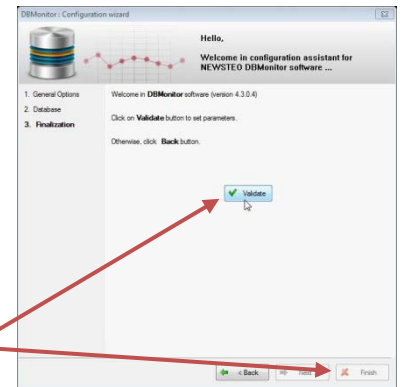 DBMonitor : Configuration wizard
Hello,
Welcome in configuration assistant for
NEWSTEO DBMonitor software ...
1. General Options
2. Database
3. Finalization
Welcome in DBMonitor software (version 4.3.0.4)
Click on Validate button to set parameters.
Otherwise, click Back button.
Validate
< Back
Next
Finish